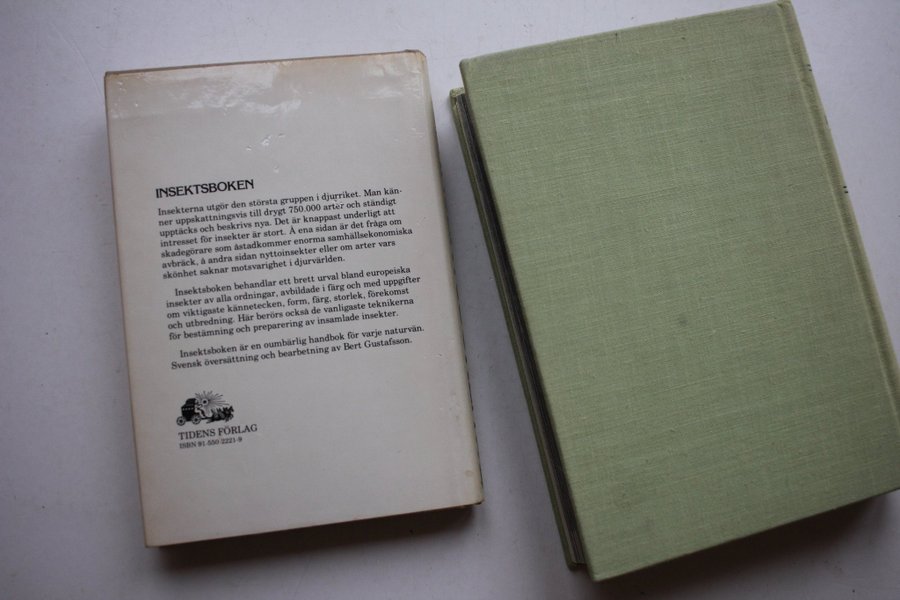 INSEKTSBOKEN
Insekterna utgör den största gruppen i djurriket. Man kän-
ner uppskattningsvis till drygt 750.000 arter och ständigt
upptäcks och beskrivs nya. Det är knappast underligt att
intresset för insekter är stort. Å ena sidan är det fråga om
skadegörare som åstadkommer enorma samhällsekonomiska
avbräck, å andra sidan nyttoinsekter eller om arter vars
skönhet saknar motsvarighet i djurvärlden.
Insektsboken behandlar ett brett urval bland europeiska
insekter av alla ordningar, avbildade i färg och med uppgifter
om viktigaste kännetecken, form, färg, storlek, förekomst
och utbredning. Här berörs också de vanligaste teknikerna
för bestämning och preparering av insamlade insekter.
Insektsboken är en oumbärlig handbok för varje naturvän.
Svensk översättning och bearbetning av Bert Gustafsson.
TIDENS FÖRLAG
ISBN 91-550-2221-9